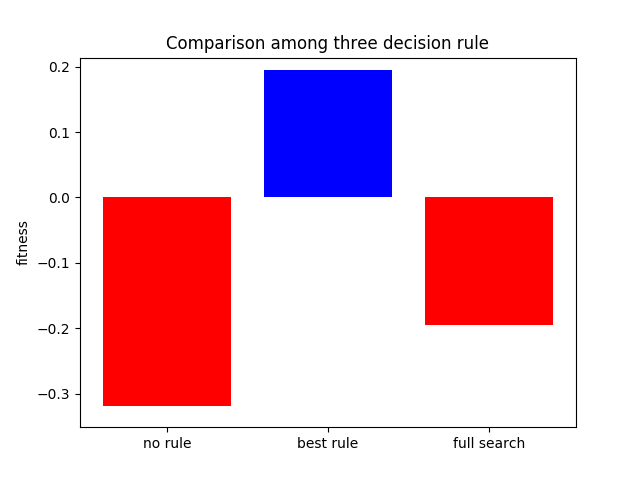 Comparison among three decision rule
fitness
0.2
0.1
0.0
−0.1
−0.2
−0.3
no rule
best rule
full search